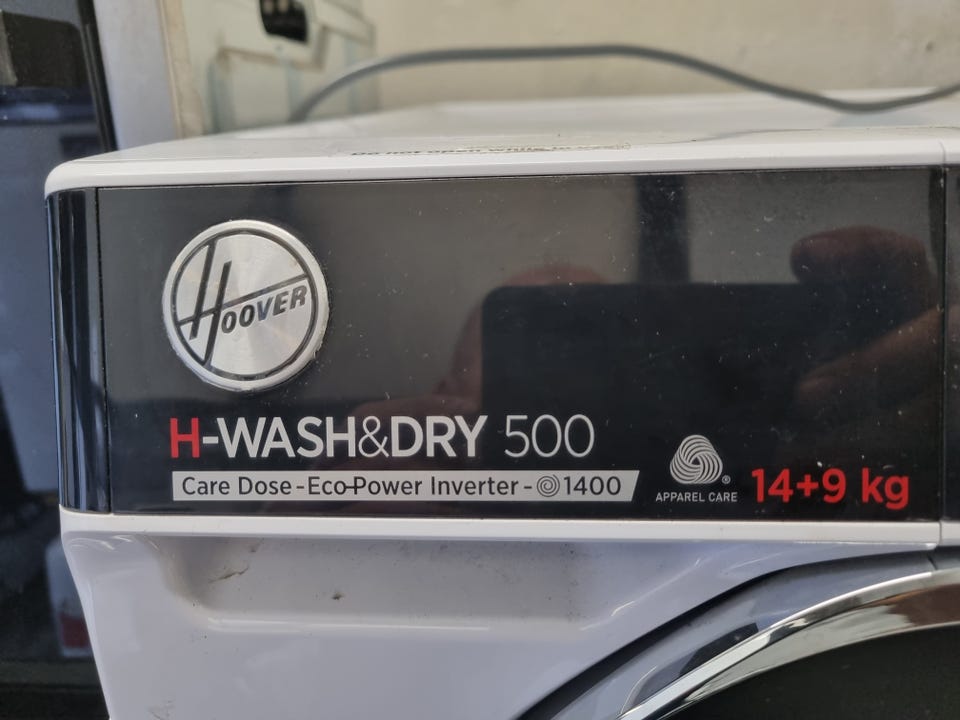 HOOVER
H-WASH&DRY 500
Care Dose-Eco-Power Inverter-1400
APPAREL CARE
14+9 kg